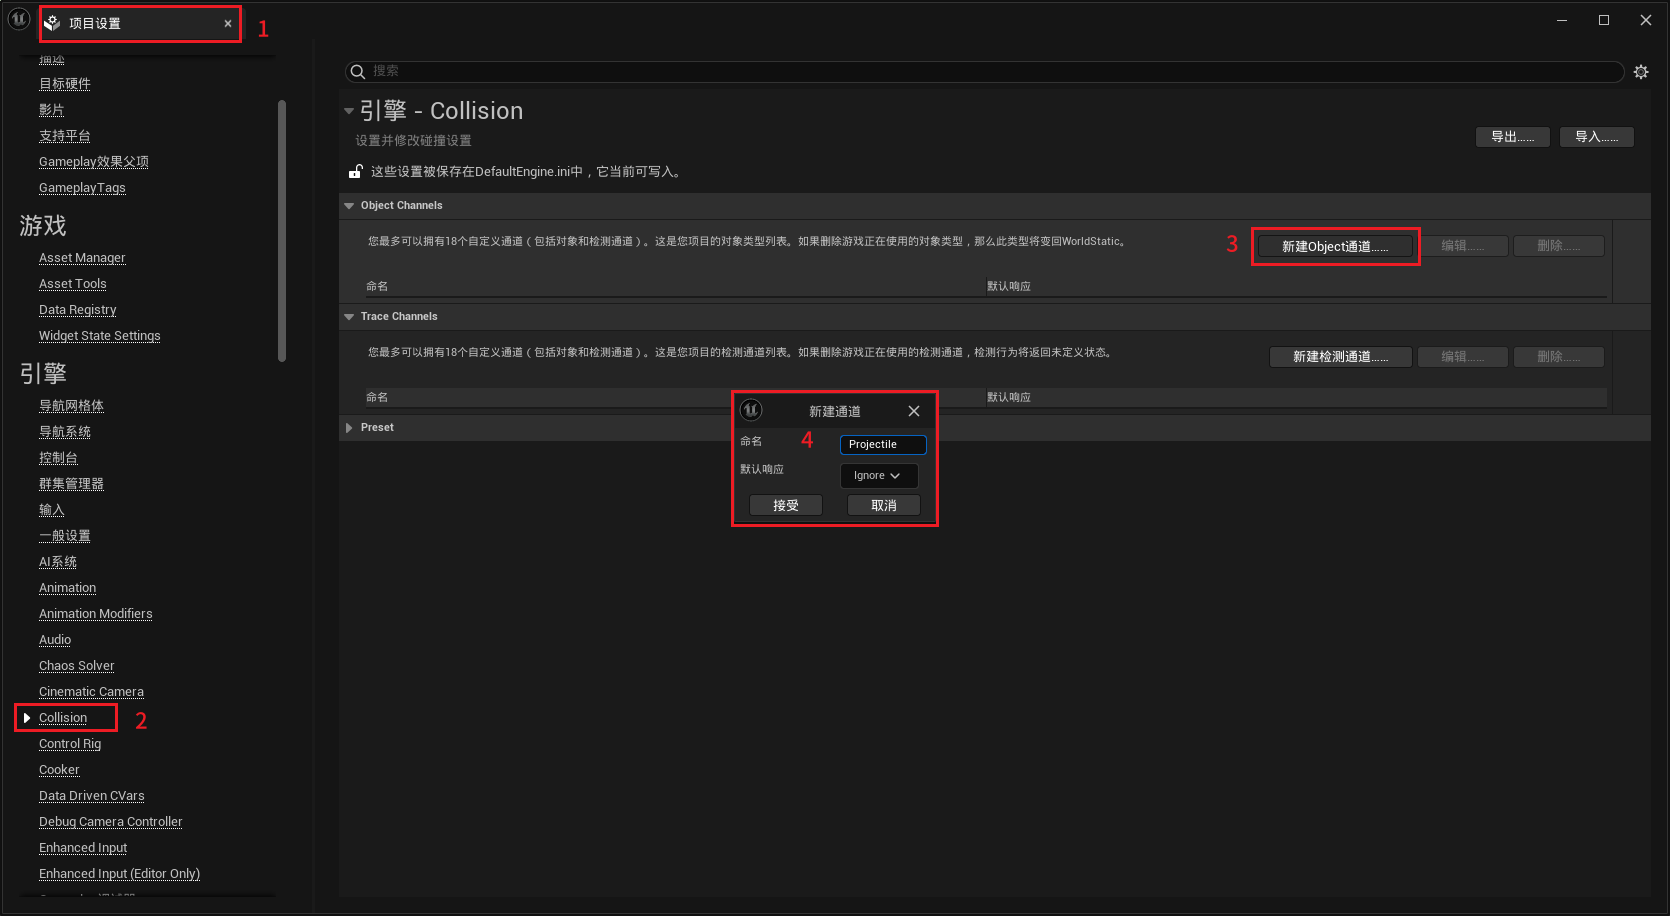 项目设置
1
描述
目标硬件
影片
支持平台
Gameplay效果父项
GameplayTags
游戏
Asset Manager
Asset Tools
Data Registry
Widget State Settings
引擎
导航网格体
导航系统
控制台
群集管理器
输入
一般设置
AI系统
Animation
Animation Modifiers
Audio
Chaos Solver
Cinematic Camera
Collision
2
Control Rig
Cooker
Data Driven CVars
Debug Camera Controller
Enhanced Input
Enhanced Input (Editor Only)
搜索
引擎 - Collision
设置并修改碰撞设置
导出......
导入......
这些设置被保存在DefaultEngine.ini中，它当前可写入。
Object Channels
您最多可以拥有18个自定义通道（包括对象和检测通道）。这是您项目的对象类型列表。如果删除游戏正在使用的对象类型，那么此类型将变回WorldStatic。
3
新建Object通道......
编辑......
删除......
命名
默认响应
Trace Channels
您最多可以拥有18个自定义通道（包括对象和检测通道）。这是您项目的检测通道列表。如果删除游戏正在使用的检测通道，检测行为将返回未定义状态。
新建检测通道......
编辑......
删除......
命名
默认响应
Preset
新建通道
命名
4
Projectile
默认响应
Ignore
接受
取消